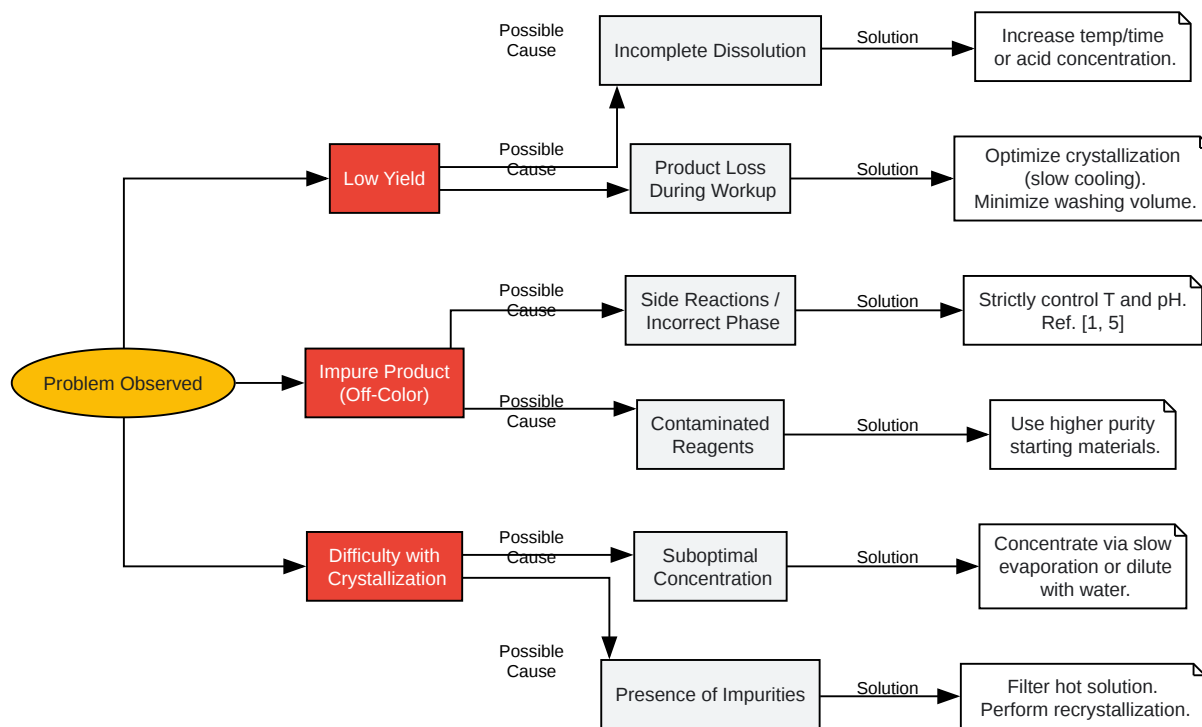 Possible
Cause
Incomplete Dissolution
Solution
Increase temp/time
or acid concentration.
Low Yield
Possible
Cause
Product Loss
During Workup
Solution
Optimize crystallization
(slow cooling).
Minimize washing volume.
Problem Observed
Impure Product
(Off-Color)
Possible
Cause
Side Reactions /
Incorrect Phase
Solution
Strictly control T and pH.
Ref. [1, 5]
Possible
Cause
Contaminated
Reagents
Solution
Use higher purity
starting materials.
Difficulty with
Crystallization
Possible
Cause
Suboptimal
Concentration
Solution
Concentrate via slow
evaporation or dilute
with water.
Possible
Cause
Presence of Impurities
Solution
Filter hot solution.
Perform recrystallization.